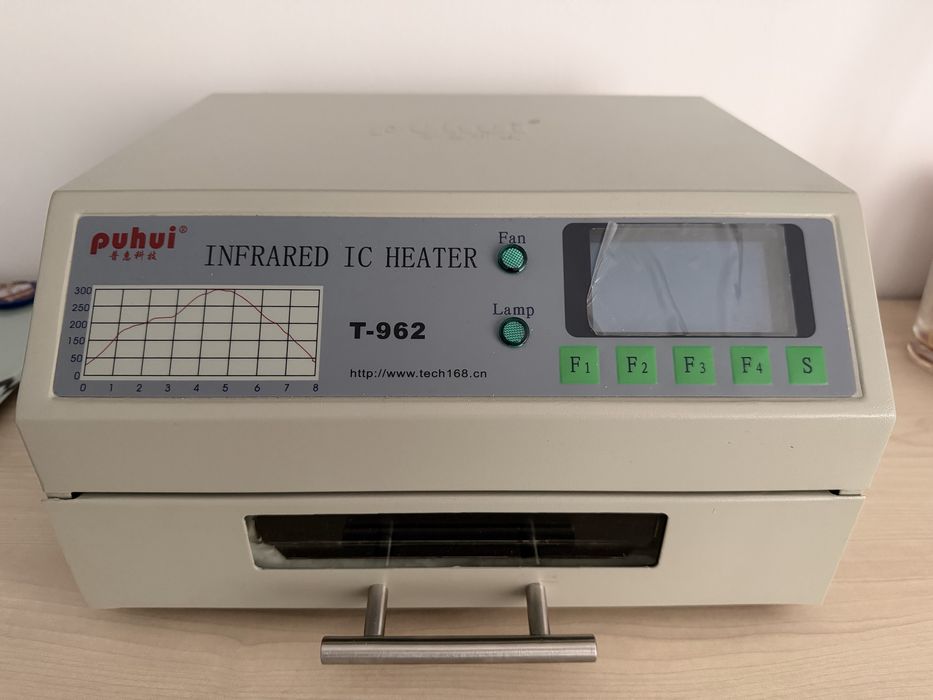 puhui®
普惠科技
INFRARED IC HEATER
Fan
Lamp
T-962
http://www.tech168.cn
300
250
200
150
50
0
0 1 2 3 4 5 6 7 8
F1 F2 F3 F4 S